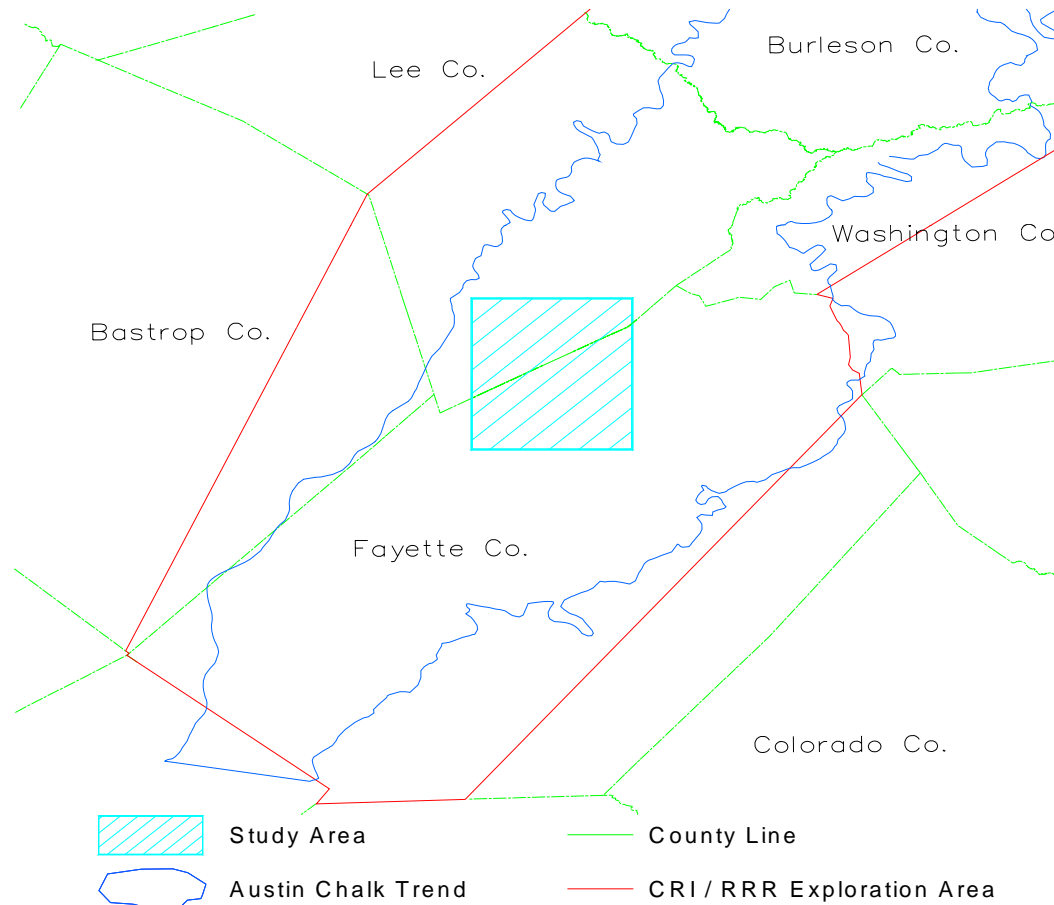 Burleson Co.
Lee Co.
Washington Co
Bastrop Co.
Fayette Co.
Colorado Co.
Study Area
County Line
Austin Chalk Trend
CRI / RRR Exploration Area